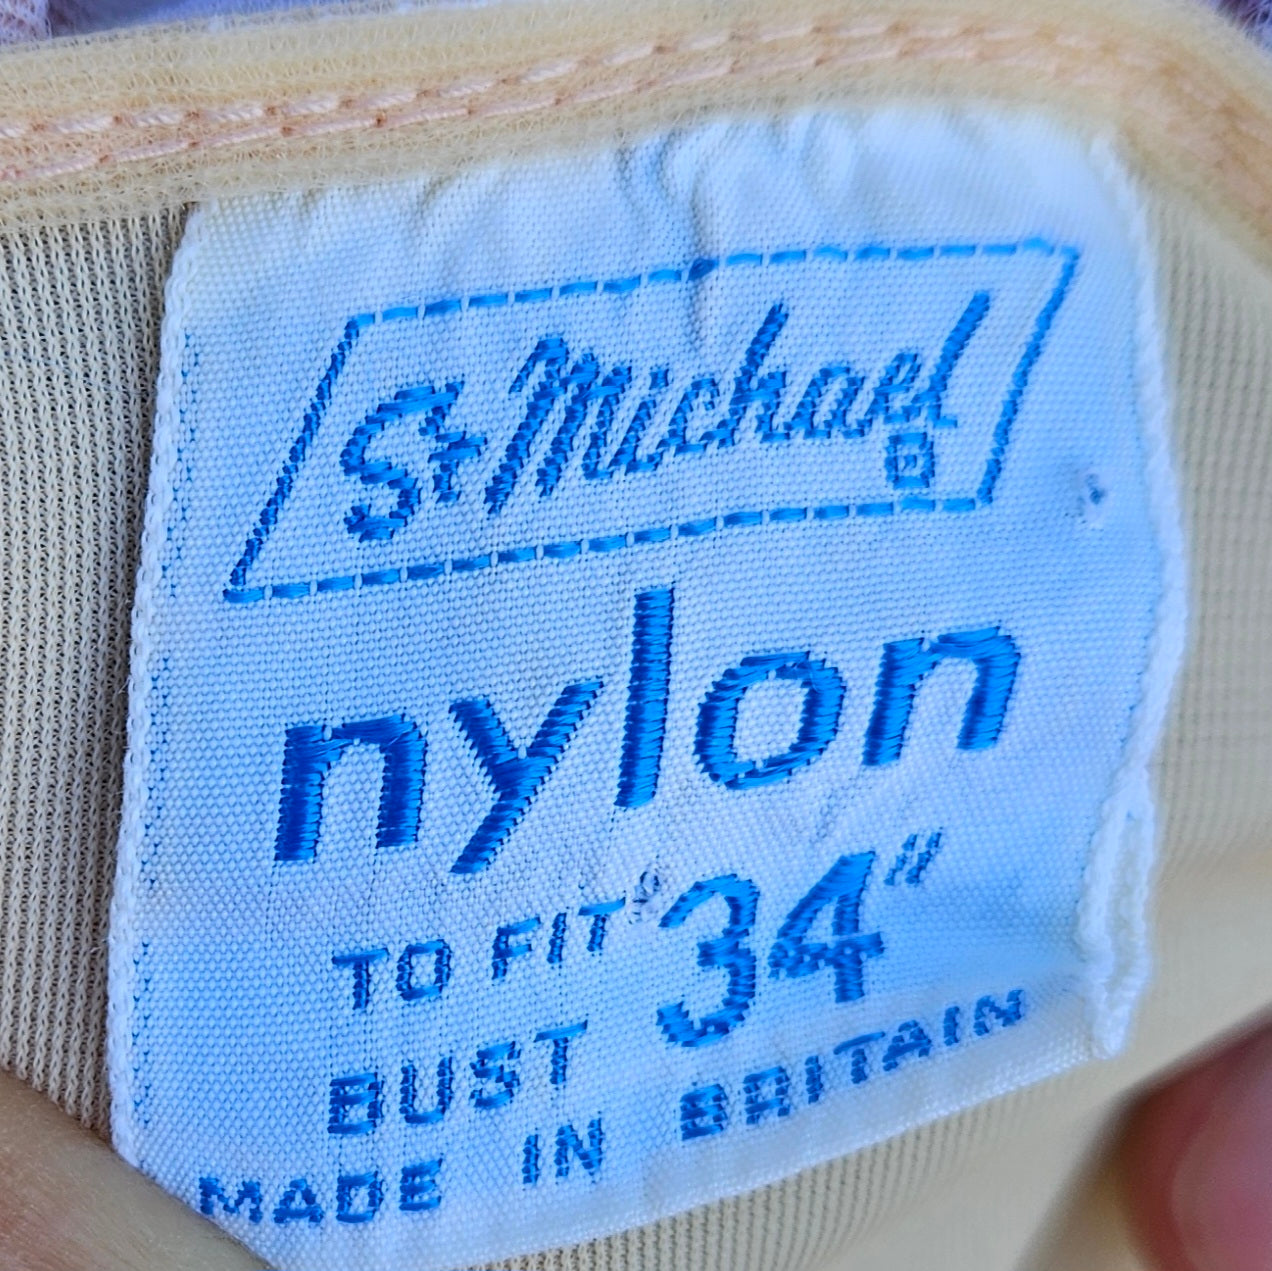 St Michael
nylon
TO FIT 34"
BUST
MADE IN BRITAIN